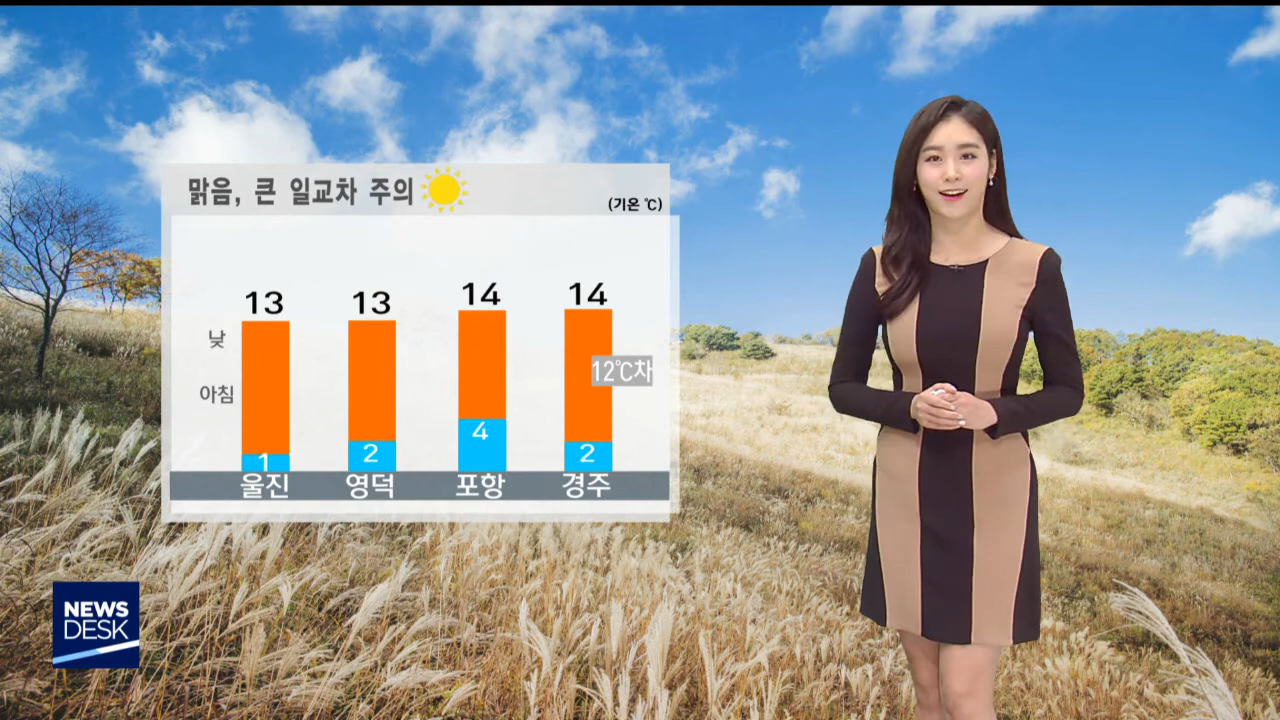 맑음, 큰 일교차 주의
(기온 ℃)
13 13 14 14
낮
12℃차
아침
1 2 4 2
울진 영덕 포항 경주
NEWS
DESK